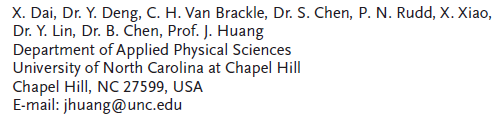 X. Dai, Dr. Y. Deng, C. H. Van Brackle, Dr. S. Chen, P. N. Rudd, X. Xiao,
Dr. Y. Lin, Dr. B. Chen, Prof. J. Huang
Department of Applied Physical Sciences
University of North Carolina at Chapel Hill
Chapel Hill, NC 27599, USA
E-mail: jhuang@unc.edu